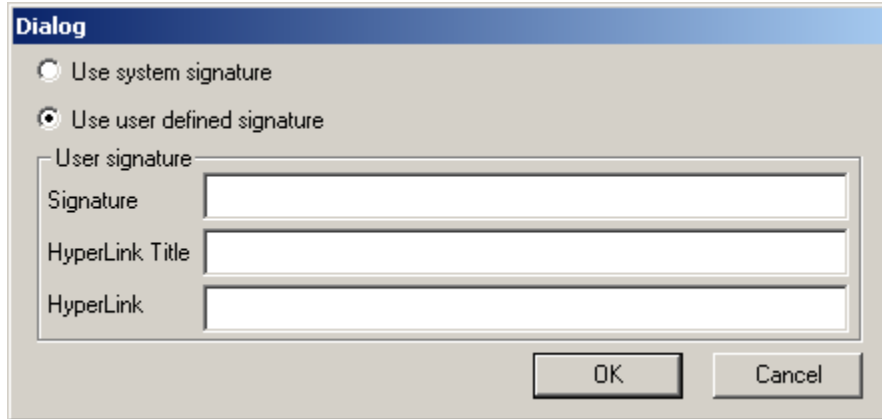 Dialog
Use system signature
Use user defined signature
User signature
Signature
HyperLink Title
HyperLink
OK Cancel